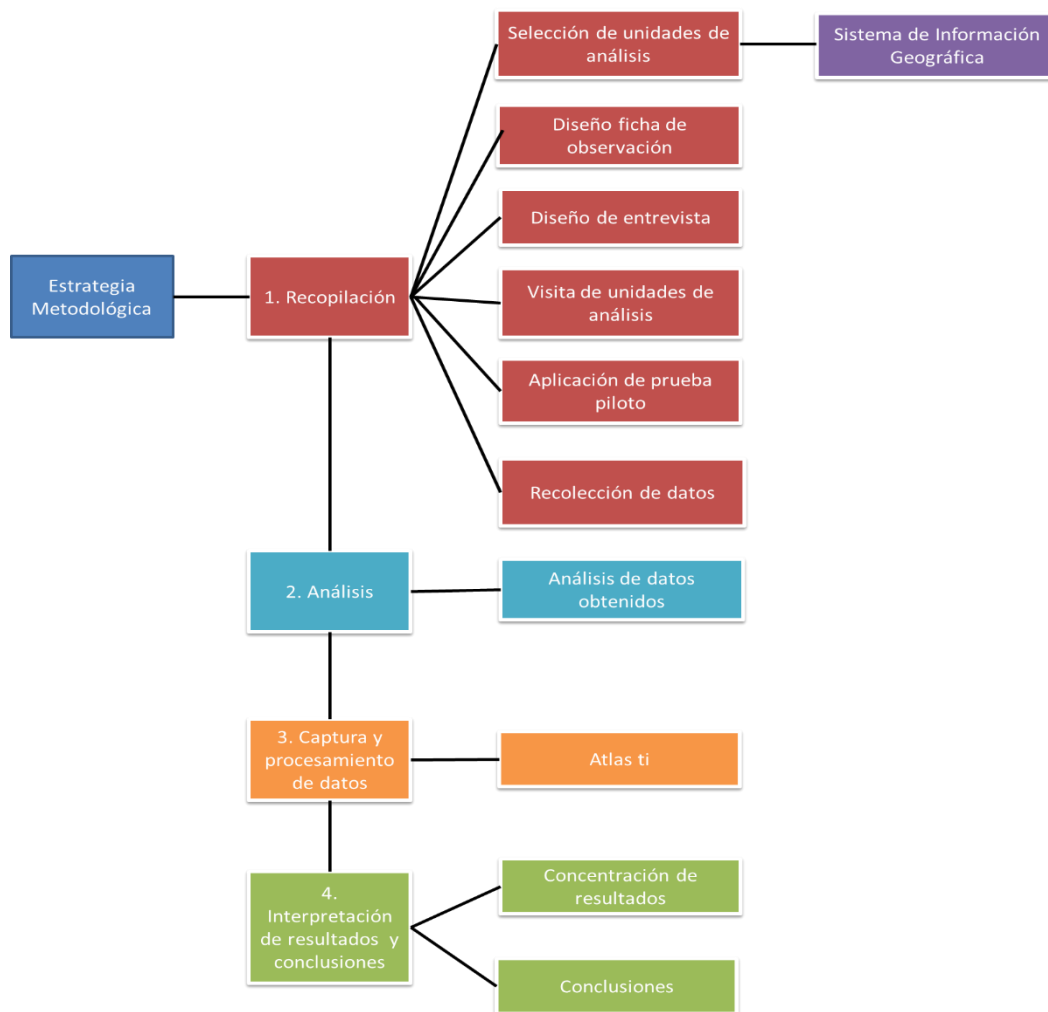 Selección de unidades de
análisis
Sistema de Información
Geográfica
Diseño ficha de
observación
Diseño de entrevista
Estrategia
Metodológica
1. Recopilación
Visita de unidades de
análisis
Aplicación de prueba
piloto
Recolección de datos
2. Análisis
Análisis de datos
obtenidos
3. Captura y
procesamiento
de datos
Atlas ti
4.
Interpretación
de resultados y
conclusiones
Concentración de
resultados
Conclusiones